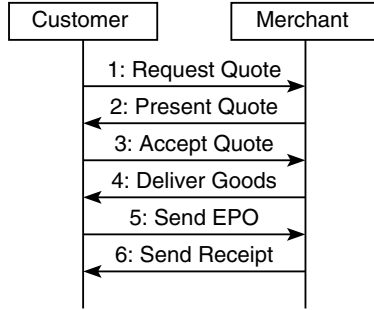 Customer
Merchant
1: Request Quote
2: Present Quote
3: Accept Quote
4: Deliver Goods
5: Send EPO
6: Send Receipt